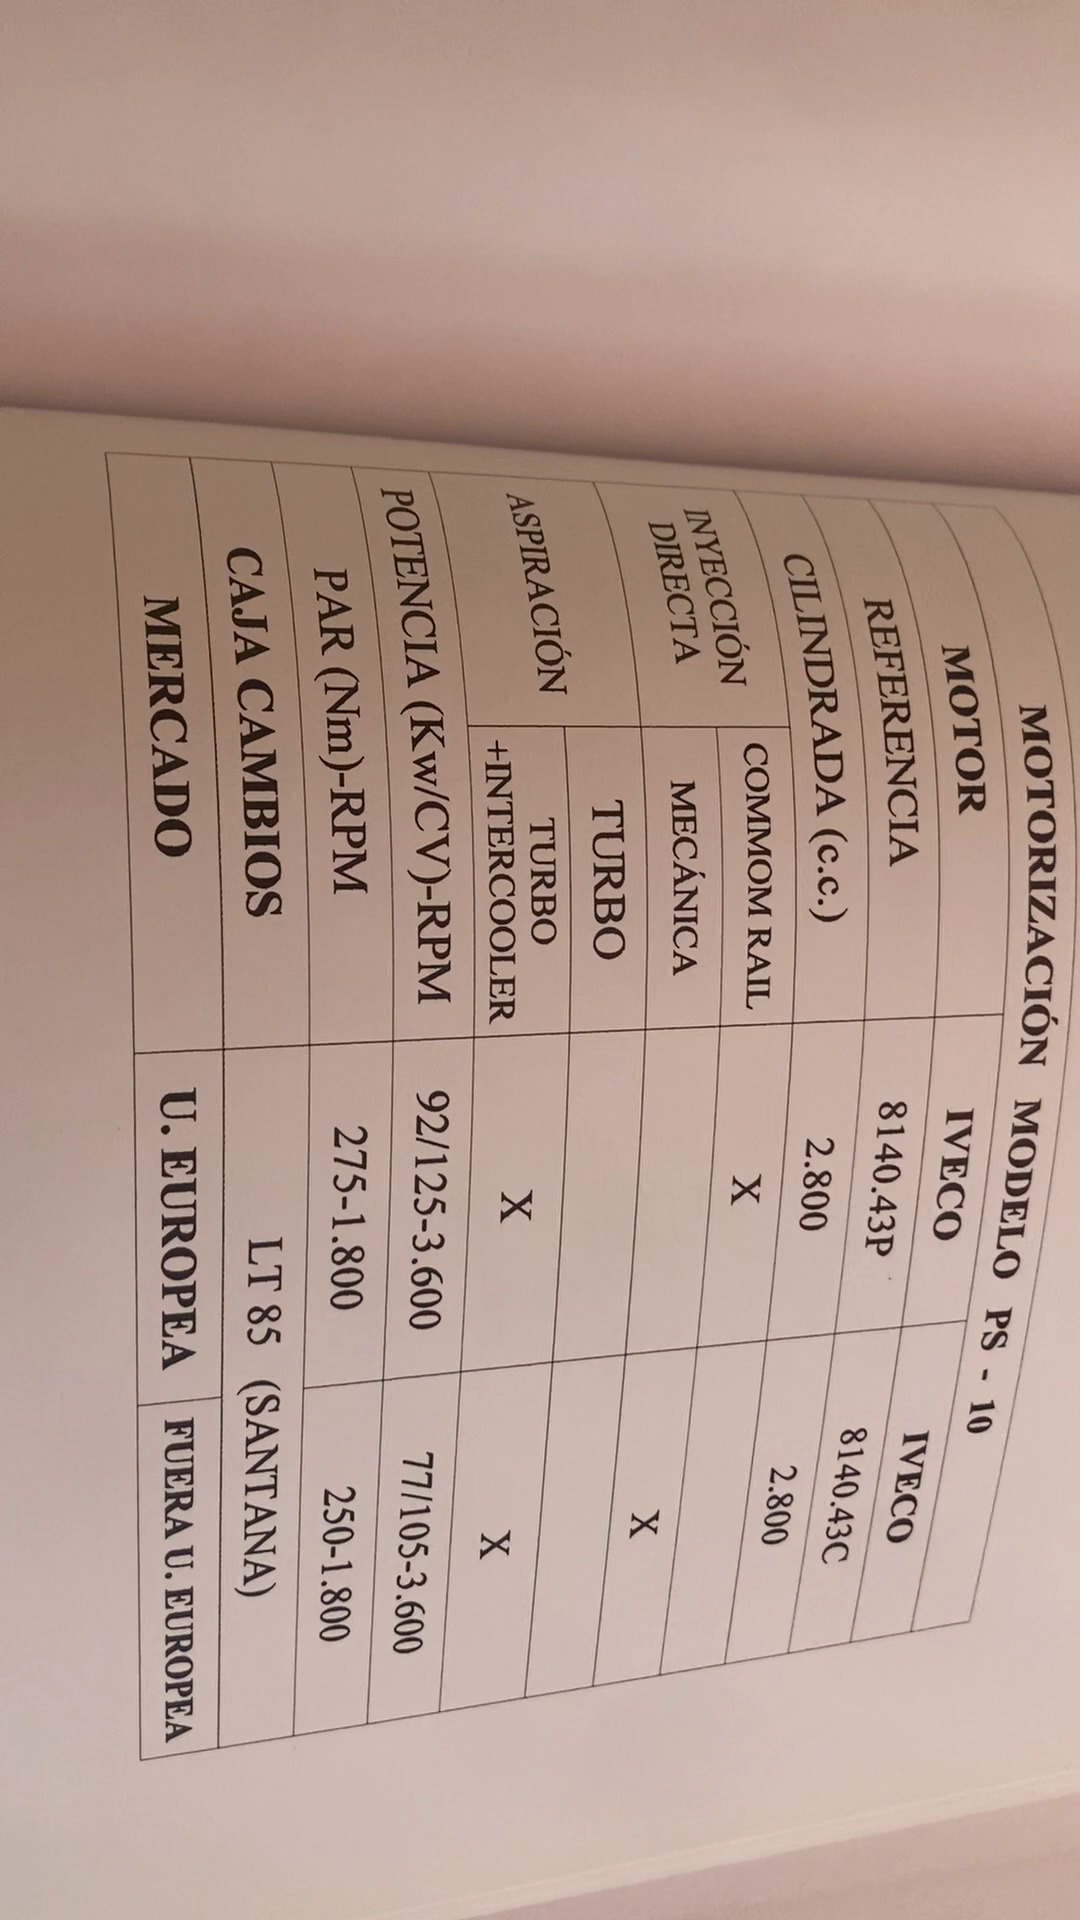 MOTORIZACIÓN MODELO PS - 10
MOTOR IVECO IVECO
REFERENCIA 8140.43P 8140.43C
CILINDRADA (c.c.) 2.800 2.800
INYECCIÓN
DIRECTA
COMMOM RAIL X
MECÁNICA X
ASPIRACIÓN
TURBO
TURBO
+INTERCOOLER X X
POTENCIA (Kw/CV)-RPM 92/125-3.600 77/105-3.600
PAR (Nm)-RPM 275-1.800 250-1.800
CAJA CAMBIOS LT 85 (SANTANA)
MERCADO U. EUROPEA FUERA U. EUROPEA